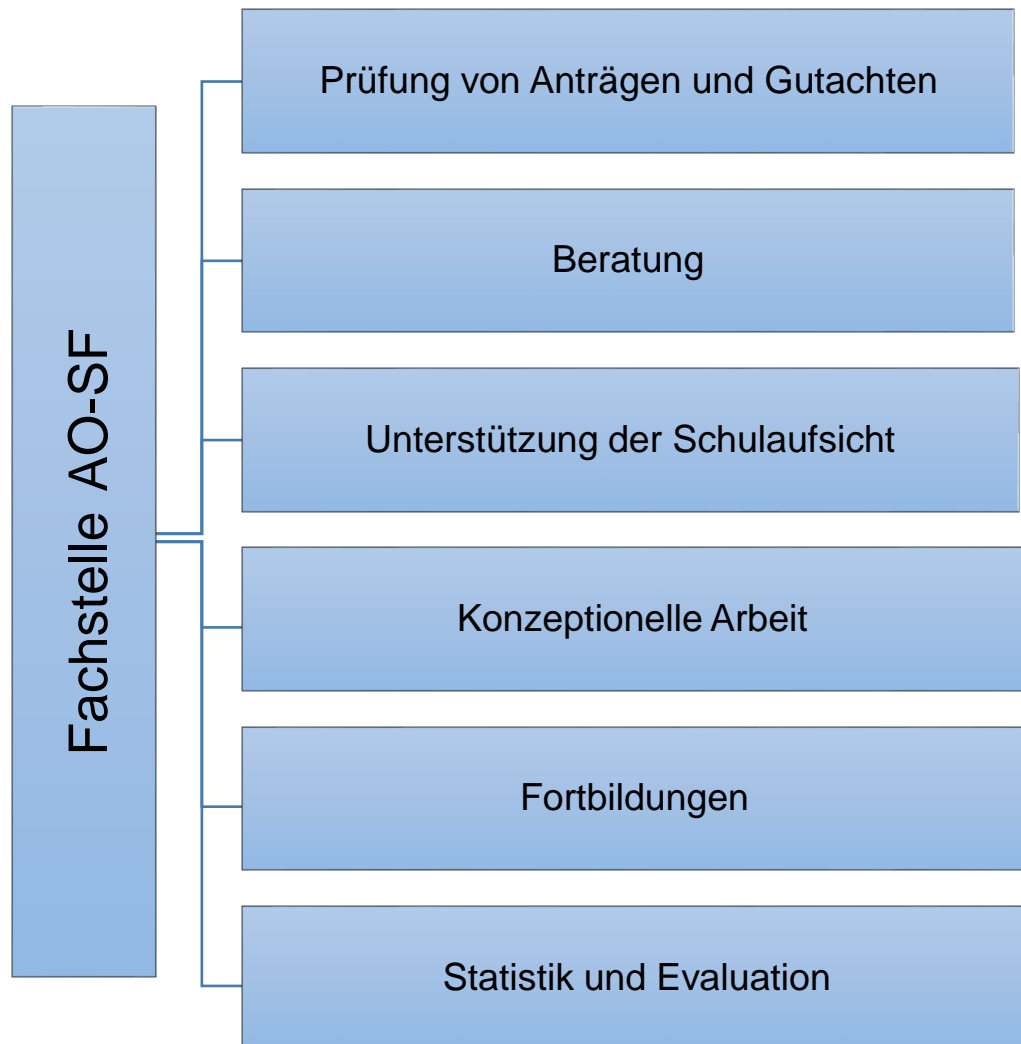 Fachstelle AO-SF
Prüfung von Anträgen und Gutachten
Beratung
Unterstützung der Schulaufsicht
Konzeptionelle Arbeit
Fortbildungen
Statistik und Evaluation